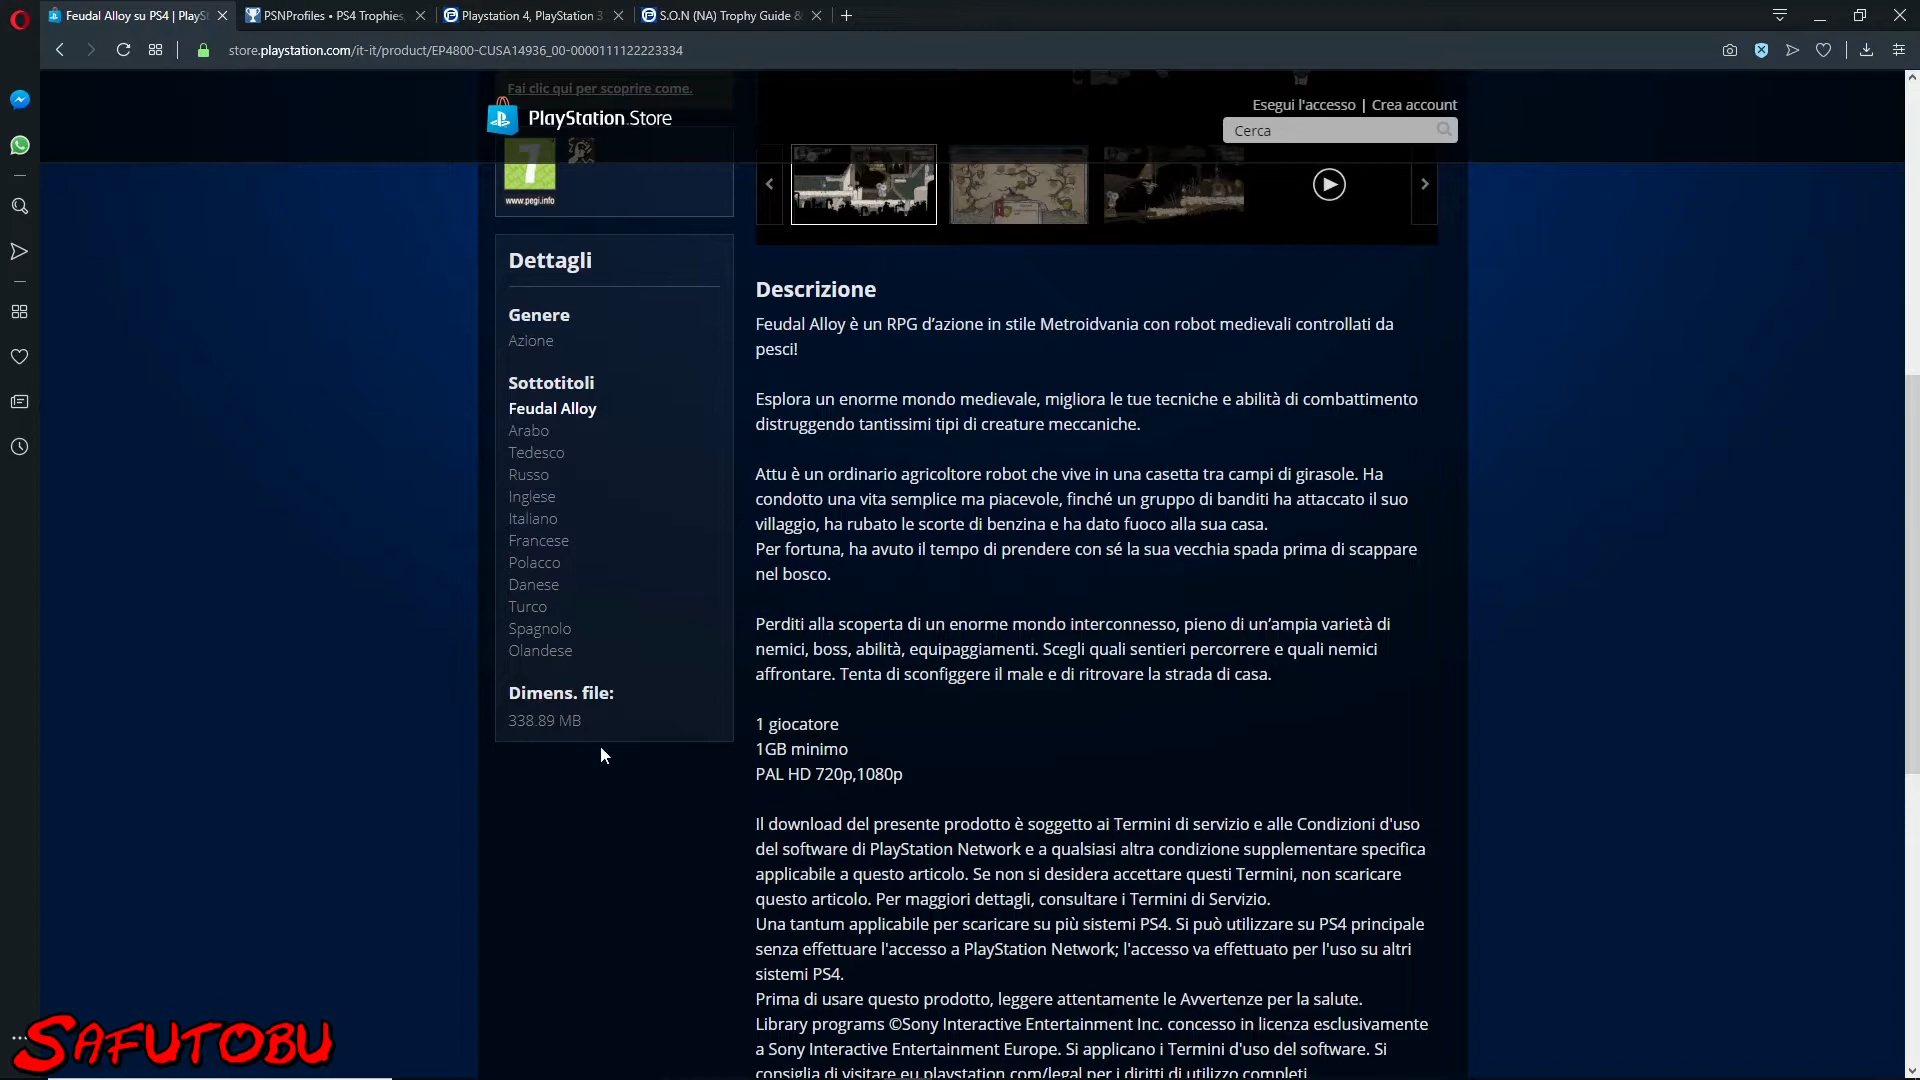 Feudal Alloy su PS4 | PlaySt
PSNProfiles • PS4 Trophies,
Playstation 4, PlayStation 3
S.O.N (NA) Trophy Guide &
store.playstation.com/it-it/product/EP4800-CUSA14936_00-0000111122223334
Fai clic qui per scoprire come.
PlayStation.Store
Esegui l'accesso | Crea account
Cerca
7
www.pegi.info
Dettagli
Genere
Azione
Sottotitoli
Feudal Alloy
Arabo
Tedesco
Russo
Inglese
Italiano
Francese
Polacco
Danese
Turco
Spagnolo
Olandese
Dimens. file:
338.89 MB
Descrizione
Feudal Alloy è un RPG d’azione in stile Metroidvania con robot medievali controllati da
pesci!
Esplora un enorme mondo medievale, migliora le tue tecniche e abilità di combattimento
distruggendo tantissimi tipi di creature meccaniche.
Attu è un ordinario agricoltore robot che vive in una casetta tra campi di girasole. Ha
condotto una vita semplice ma piacevole, finché un gruppo di banditi ha attaccato il suo
villaggio, ha rubato le scorte di benzina e ha dato fuoco alla sua casa.
Per fortuna, ha avuto il tempo di prendere con sé la sua vecchia spada prima di scappare
nel bosco.
Perditi alla scoperta di un enorme mondo interconnesso, pieno di un’ampia varietà di
nemici, boss, abilità, equipaggiamenti. Scegli quali sentieri percorrere e quali nemici
affrontare. Tenta di sconfiggere il male e di ritrovare la strada di casa.
1 giocatore
1GB minimo
PAL HD 720p,1080p
Il download del presente prodotto è soggetto ai Termini di servizio e alle Condizioni d'uso
del software di PlayStation Network e a qualsiasi altra condizione supplementare specifica
applicabile a questo articolo. Se non si desidera accettare questi Termini, non scaricare
questo articolo. Per maggiori dettagli, consultare i Termini di Servizio.
Una tantum applicabile per scaricare su più sistemi PS4. Si può utilizzare su PS4 principale
senza effettuare l'accesso a PlayStation Network; l'accesso va effettuato per l'uso su altri
sistemi PS4.
Prima di usare questo prodotto, leggere attentamente le Avvertenze per la salute.
Library programs ©Sony Interactive Entertainment Inc. concesso in licenza esclusivamente
a Sony Interactive Entertainment Europe. Si applicano i Termini d'uso del software. Si
consiglia di visitare eu.playstation.com/legal per i diritti di utilizzo completi.
SAFUTOBU